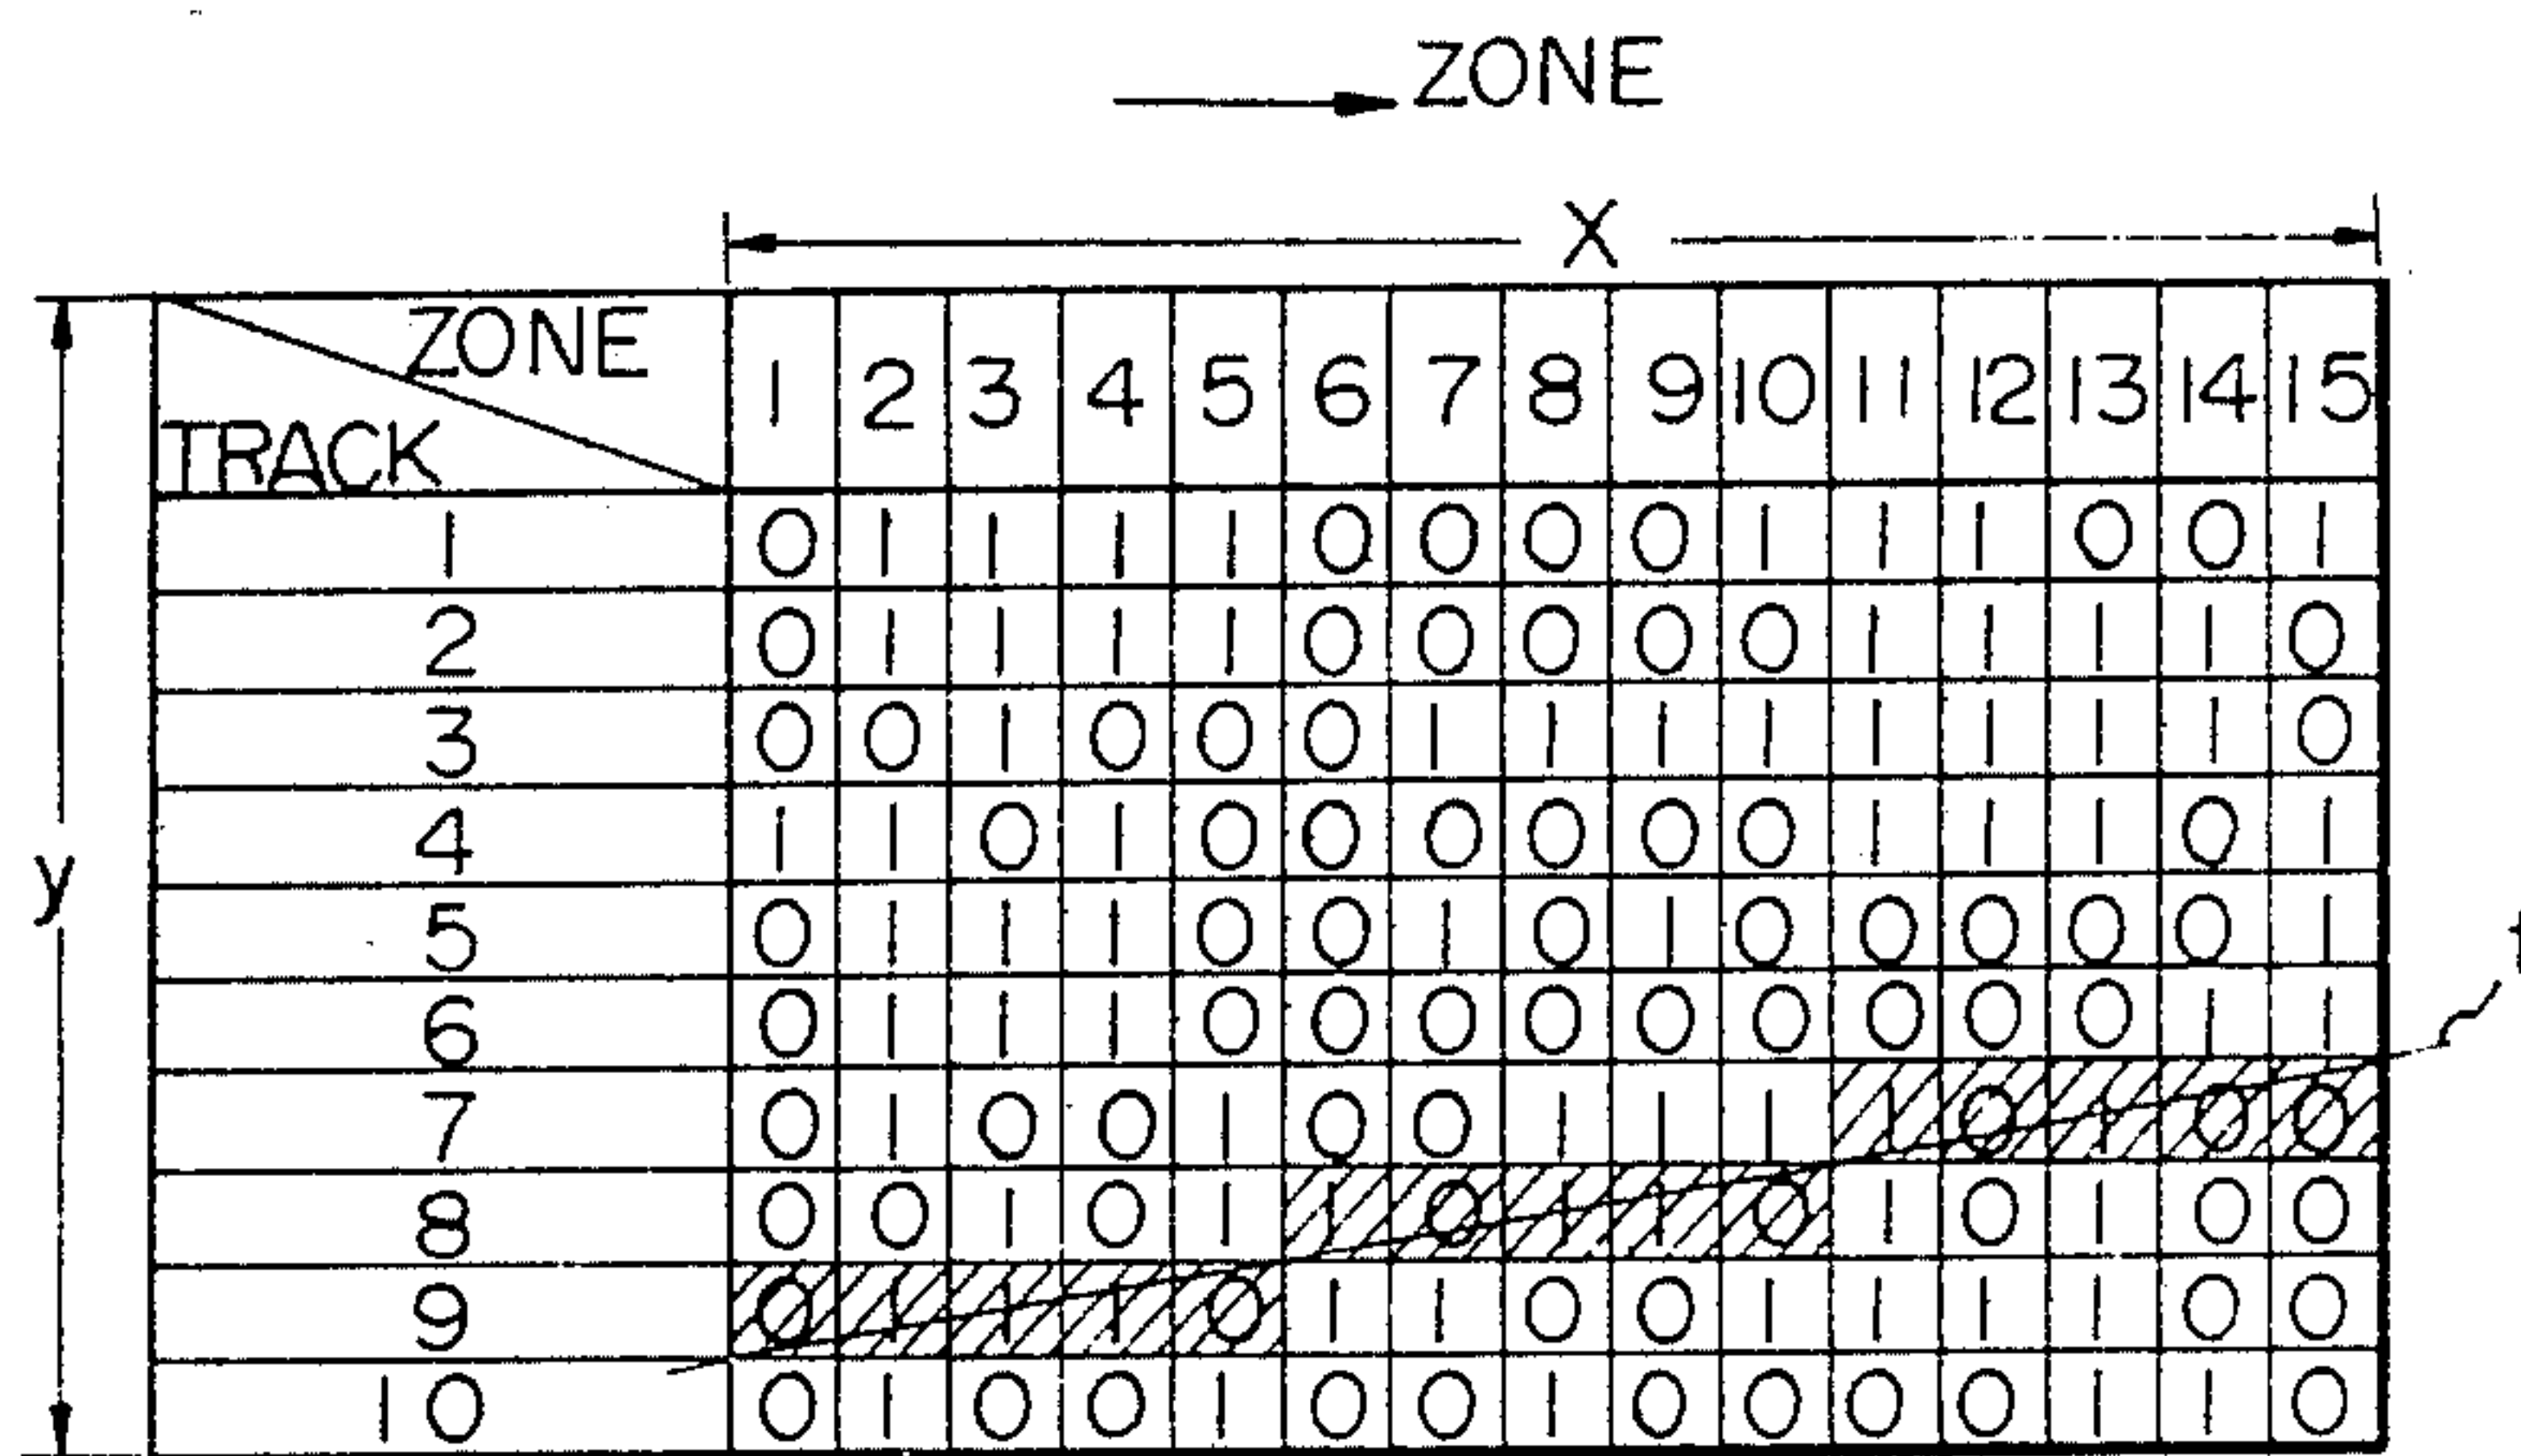 ZONE
X
ZONE 1 2 3 4 5 6 7 8 9 10 11 12 13 14 15
TRACK
1 0 1 1 1 1 0 0 0 0 1 1 1 0 0 1
2 0 1 1 1 1 0 0 0 0 0 1 1 1 1 0
3 0 0 1 0 0 0 1 1 1 1 1 1 1 1 0
4 1 1 0 1 0 0 0 0 0 0 1 1 1 0 1
y
5 0 1 1 1 0 0 1 0 1 0 0 0 0 0 1
6 0 1 1 1 0 0 0 0 0 0 0 0 0 1 1
7 0 1 0 0 1 0 0 1 1 1 1 0 1 0 0
8 0 0 1 0 1 1 0 1 1 0 1 0 1 0 0
9 0 1 1 1 0 1 1 0 0 1 1 1 1 0 0
10 0 1 0 0 1 0 0 1 0 0 0 0 1 1 0